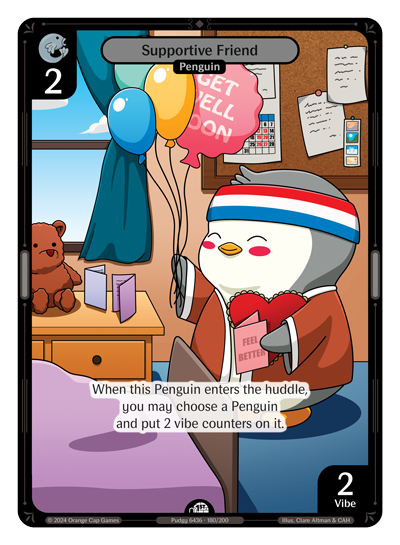 2
Supportive Friend
Penguin
GET
WELL
SOON
FEEL
BETTER
When this Penguin enters the huddle,
you may choose a Penguin
and put 2 vibe counters on it.
2
Vibe
© 2024 Orange Cap Games
Pudgy 6436 · 180/200
Illus. Clare Altman & CAH